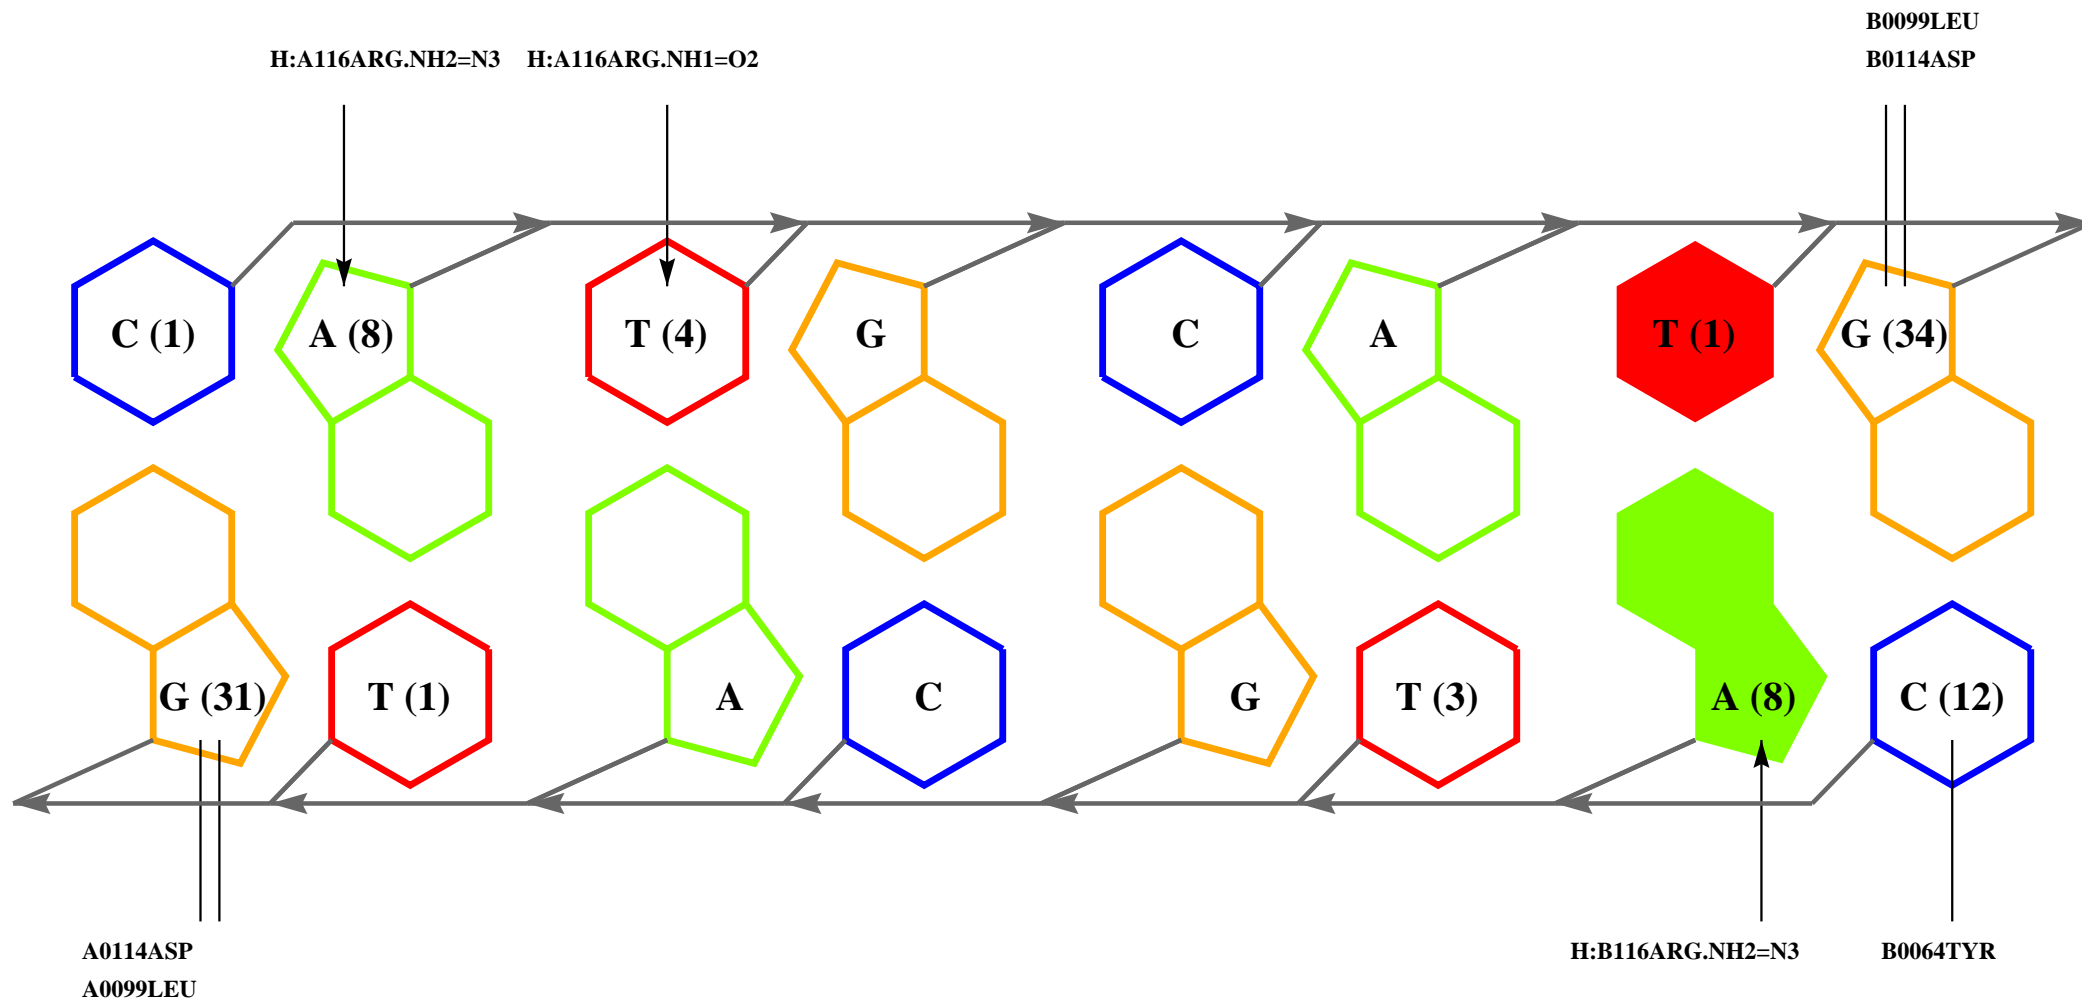 B0099LEU
H:A116ARG.NH2=N3 H:A116ARG.NH1=O2 B0114ASP
C (1) A (8) T (4) G C A T (1) G (34)
G (31) T (1) A C G T (3) A (8) C (12)
A0114ASP H:B116ARG.NH2=N3 B0064TYR
A0099LEU